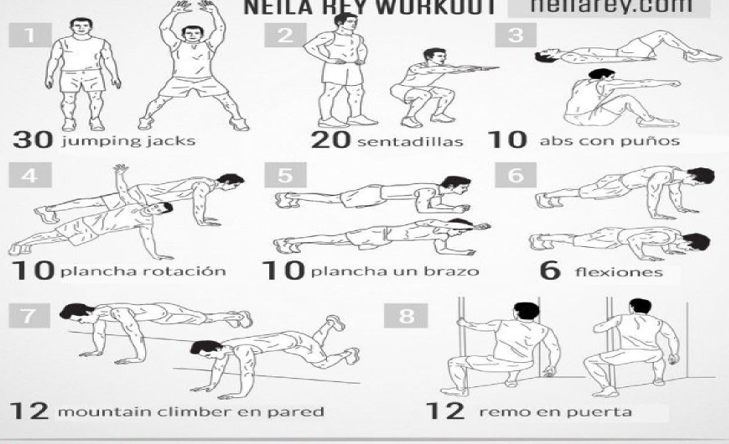 NEILA REY WORKOUT neilarey.com
1 2 3
30 jumping jacks 20 sentadillas 10 abs con puños
4 5 6
10 plancha rotación 10 plancha un brazo 6 flexiones
7 8
12 mountain climber en pared 12 remo en puerta